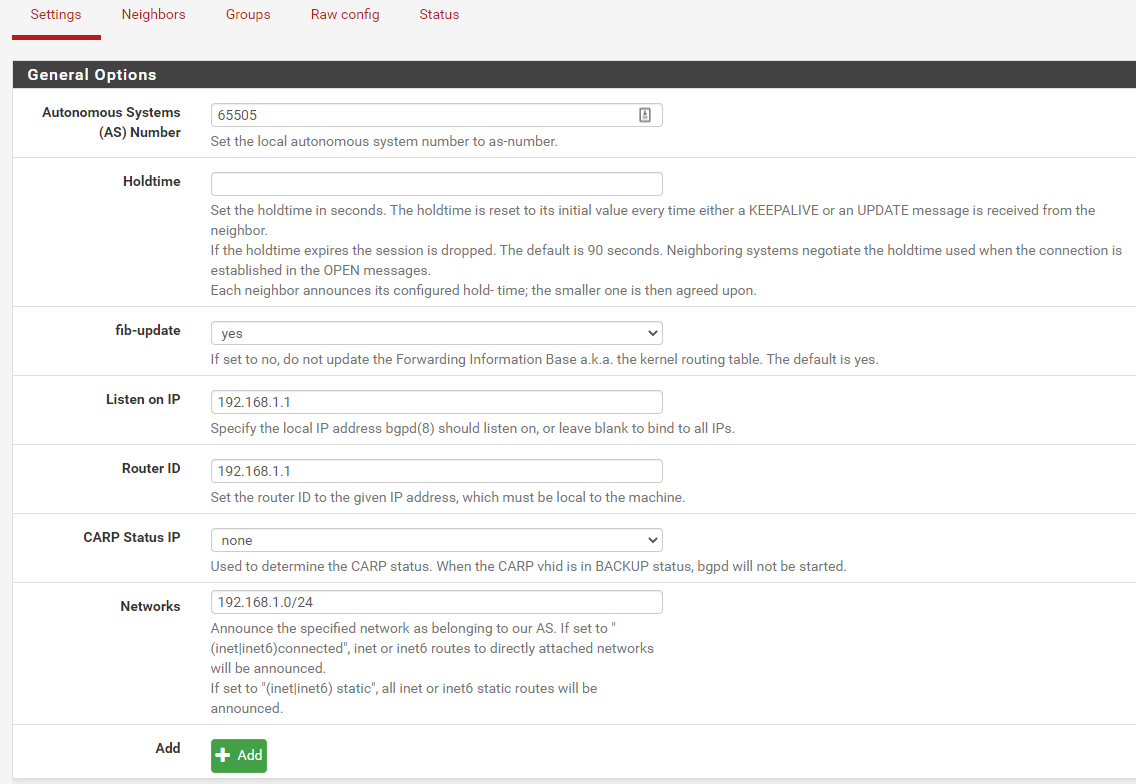 Settings Neighbors Groups Raw config Status
General Options
Autonomous Systems
(AS) Number
65505
Set the local autonomous system number to as-number.
Holdtime
Set the holdtime in seconds. The holdtime is reset to its initial value every time either a KEEPALIVE or an UPDATE message is received from the
neighbor.
If the holdtime expires the session is dropped. The default is 90 seconds. Neighboring systems negotiate the holdtime used when the connection is
established in the OPEN messages.
Each neighbor announces its configured hold- time; the smaller one is then agreed upon.
fib-update
yes
If set to no, do not update the Forwarding Information Base a.k.a. the kernel routing table. The default is yes.
Listen on IP
192.168.1.1
Specify the local IP address bgpd(8) should listen on, or leave blank to bind to all IPs.
Router ID
192.168.1.1
Set the router ID to the given IP address, which must be local to the machine.
CARP Status IP
none
Used to determine the CARP status. When the CARP vhid is in BACKUP status, bgpd will not be started.
Networks
192.168.1.0/24
Announce the specified network as belonging to our AS. If set to "
(inet|inet6)connected", inet or inet6 routes to directly attached networks
will be announced.
If set to "(inet|inet6) static", all inet or inet6 static routes will be
announced.
Add
Add